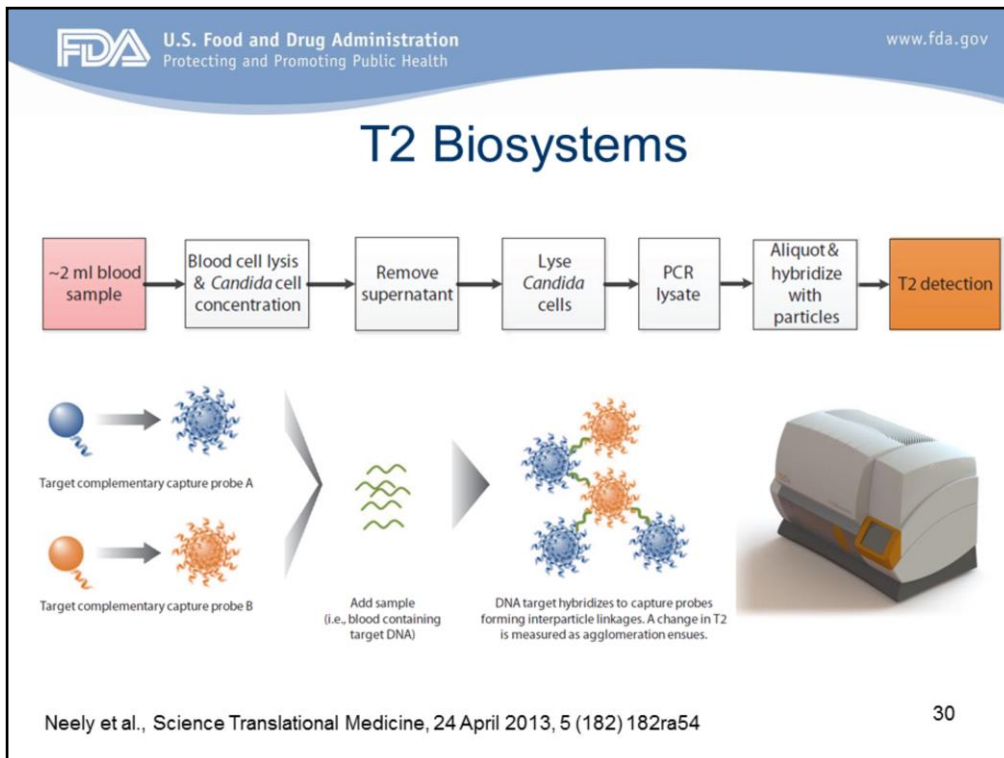 FDA
U.S. Food and Drug Administration
Protecting and Promoting Public Health
www.fda.gov
T2 Biosystems
~2 ml blood
sample
Blood cell lysis
& Candida cell
concentration
Remove
supernatant
Lyse
Candida
cells
PCR
lysate
Aliquot &
hybridize
with
particles
T2 detection
Target complementary capture probe A
Target complementary capture probe B
Add sample
(i.e., blood containing
target DNA)
DNA target hybridizes to capture probes
forming interparticle linkages. A change in T2
is measured as agglomeration ensues.
Neely et al., Science Translational Medicine, 24 April 2013, 5 (182) 182ra54
30